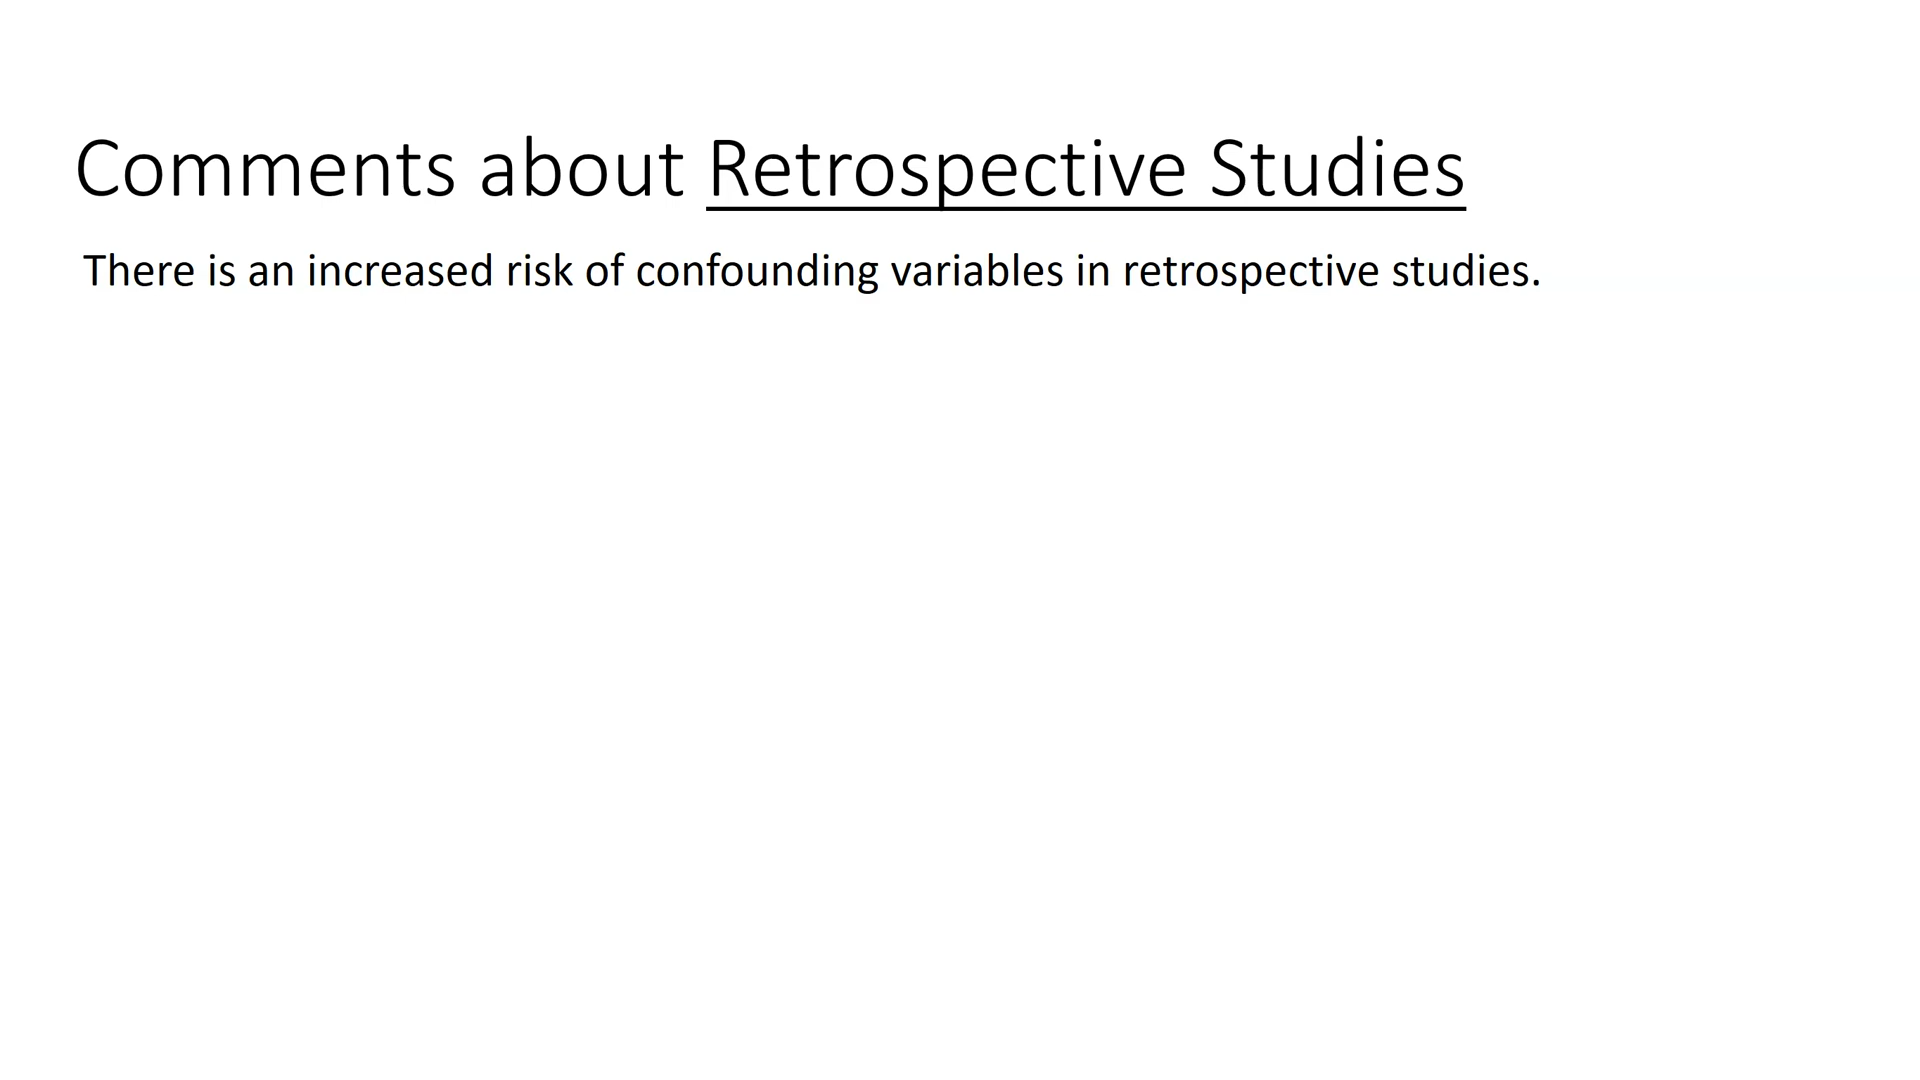 Comments about Retrospective Studies
There is an increased risk of confounding variables in retrospective studies.